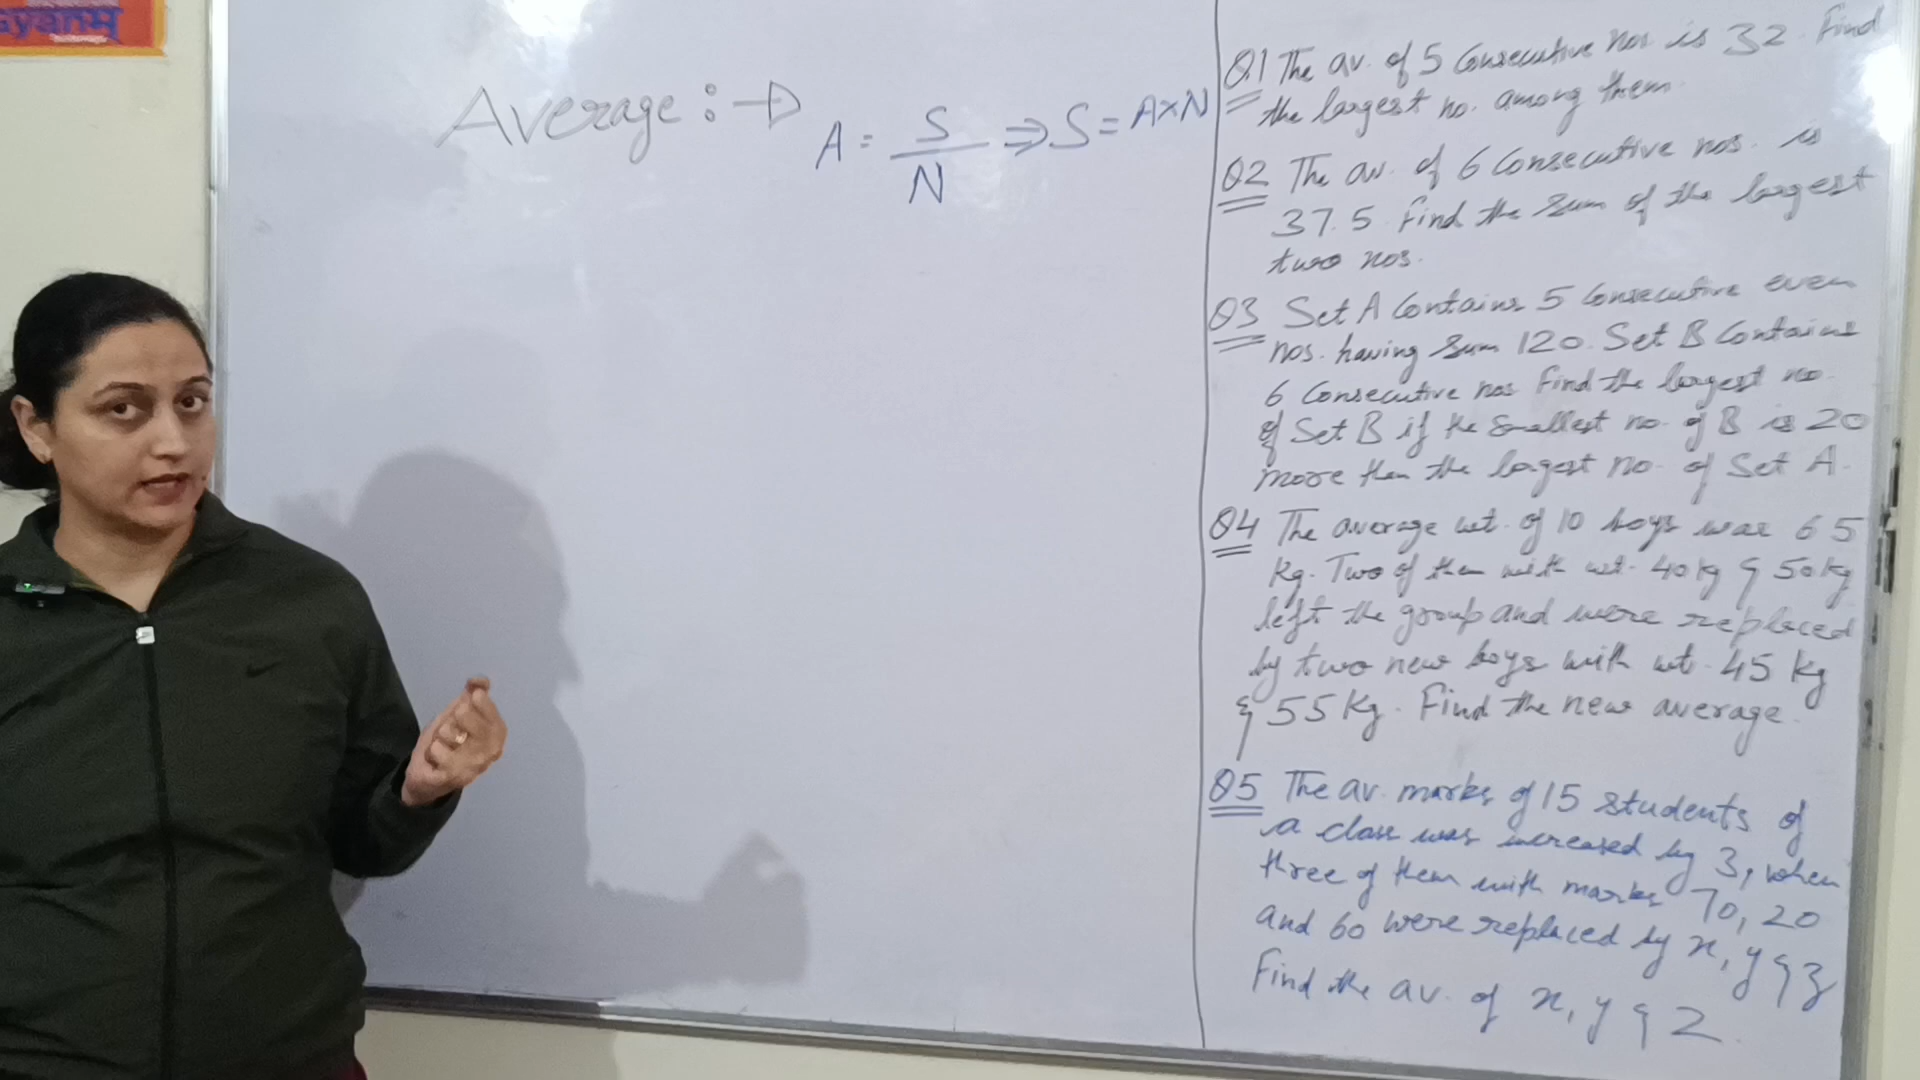 Average :→
A = S/N ⇒ S = A×N
Q.1 The av. of 5 Consecutive nos. is 32. Find
the largest no. among them.
Q2 The av. of 6 Consecutive nos. is
37.5. Find the sum of the largest
two nos.
Q3 Set A Contains 5 Consecutive even
nos. having sum 120. Set B Contains
6 Consecutive nos. Find the largest no.
of Set B if the smallest no. of B is 20
more than the largest no. of Set A.
Q4 The average wt. of 10 boys was 65
kg. Two of them with wt. 40 kg & 50 kg
left the group and were replaced
by two new boys with wt. 45 kg
& 55 kg. Find the new average.
Q5 The av. marks of 15 students of
a class was increased by 3, when
three of them with marks 70, 20
and 60 were replaced by x, y & z
Find the av. of x, y & z.